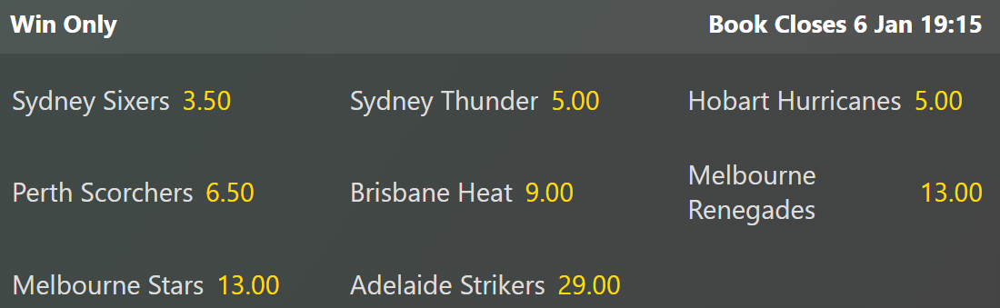 Win Only Book Closes 6 Jan 19:15
Sydney Sixers 3.50 Sydney Thunder 5.00 Hobart Hurricanes 5.00
Perth Scorchers 6.50 Brisbane Heat 9.00 Melbourne
Renegades 13.00
Melbourne Stars 13.00 Adelaide Strikers 29.00